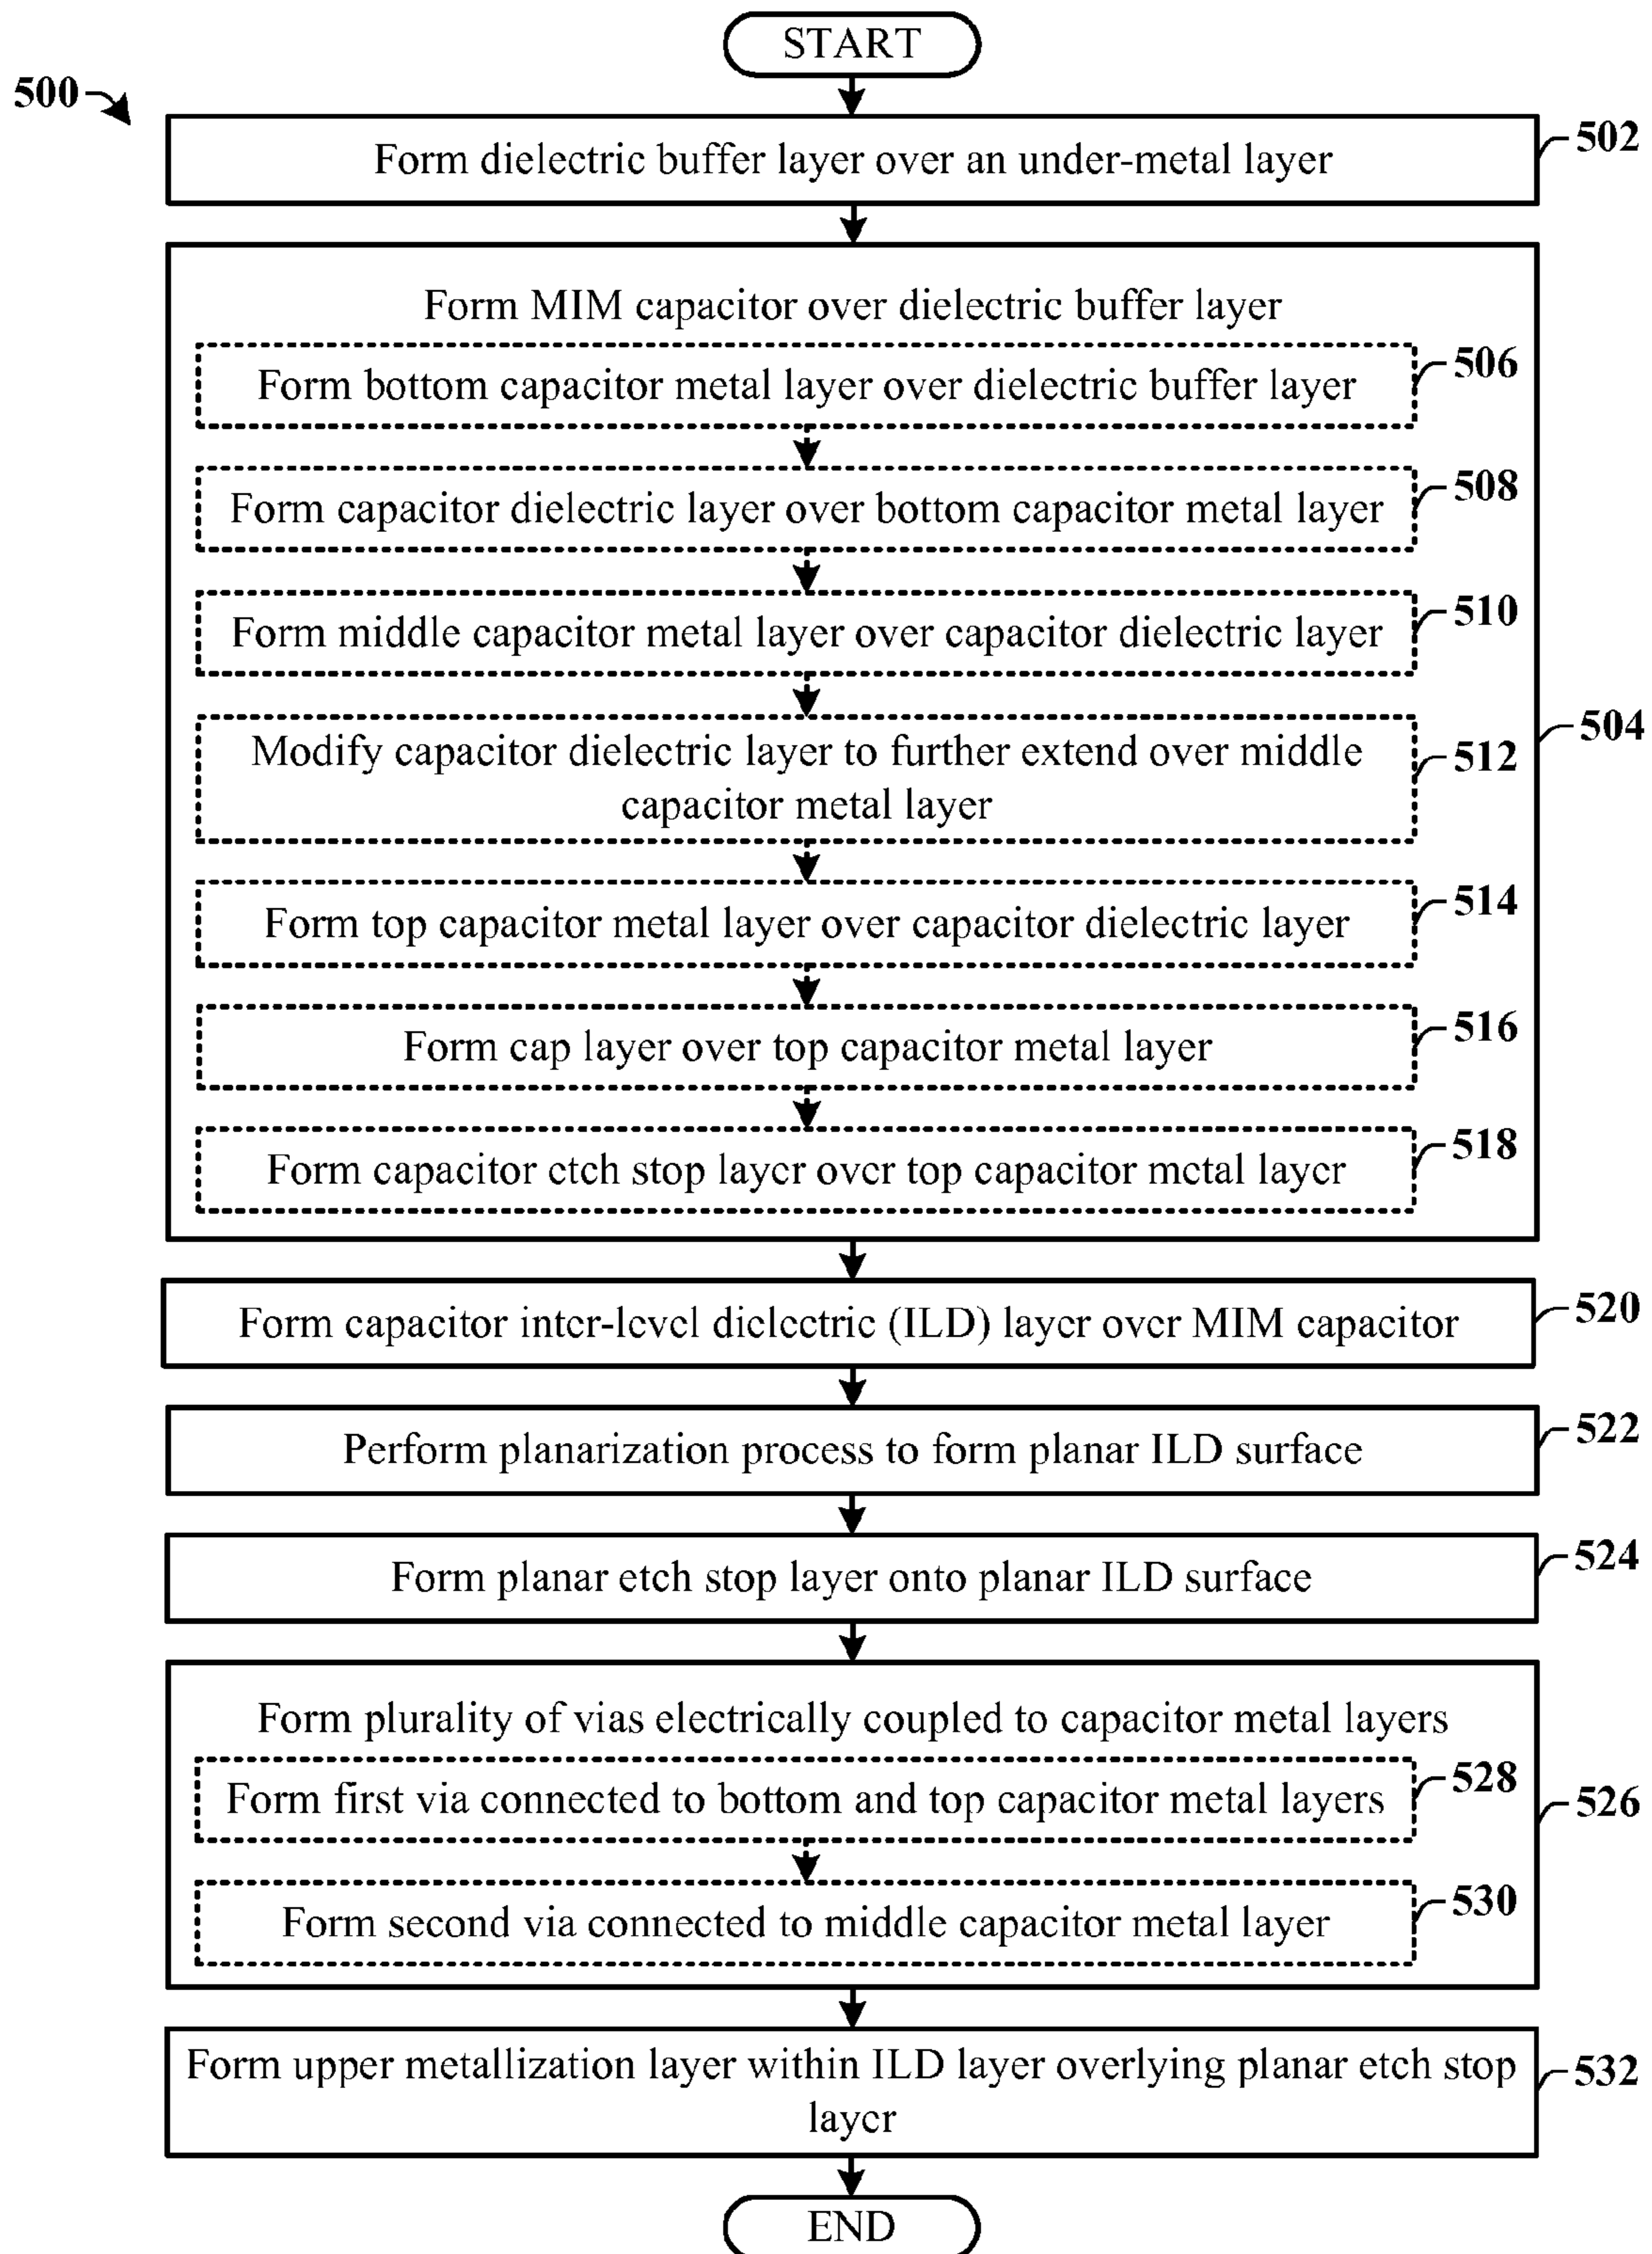 START
500
Form dielectric buffer layer over an under-metal layer
502
Form MIM capacitor over dielectric buffer layer
504
Form bottom capacitor metal layer over dielectric buffer layer
506
Form capacitor dielectric layer over bottom capacitor metal layer
508
Form middle capacitor metal layer over capacitor dielectric layer
510
Modify capacitor dielectric layer to further extend over middle
capacitor metal layer
512
Form top capacitor metal layer over capacitor dielectric layer
514
Form cap layer over top capacitor metal layer
516
Form capacitor etch stop layer over top capacitor metal layer
518
Form capacitor inter-level dielectric (ILD) layer over MIM capacitor
520
Perform planarization process to form planar ILD surface
522
Form planar etch stop layer onto planar ILD surface
524
Form plurality of vias electrically coupled to capacitor metal layers
526
Form first via connected to bottom and top capacitor metal layers
528
Form second via connected to middle capacitor metal layer
530
Form upper metallization layer within ILD layer overlying planar etch stop
layer
532
END